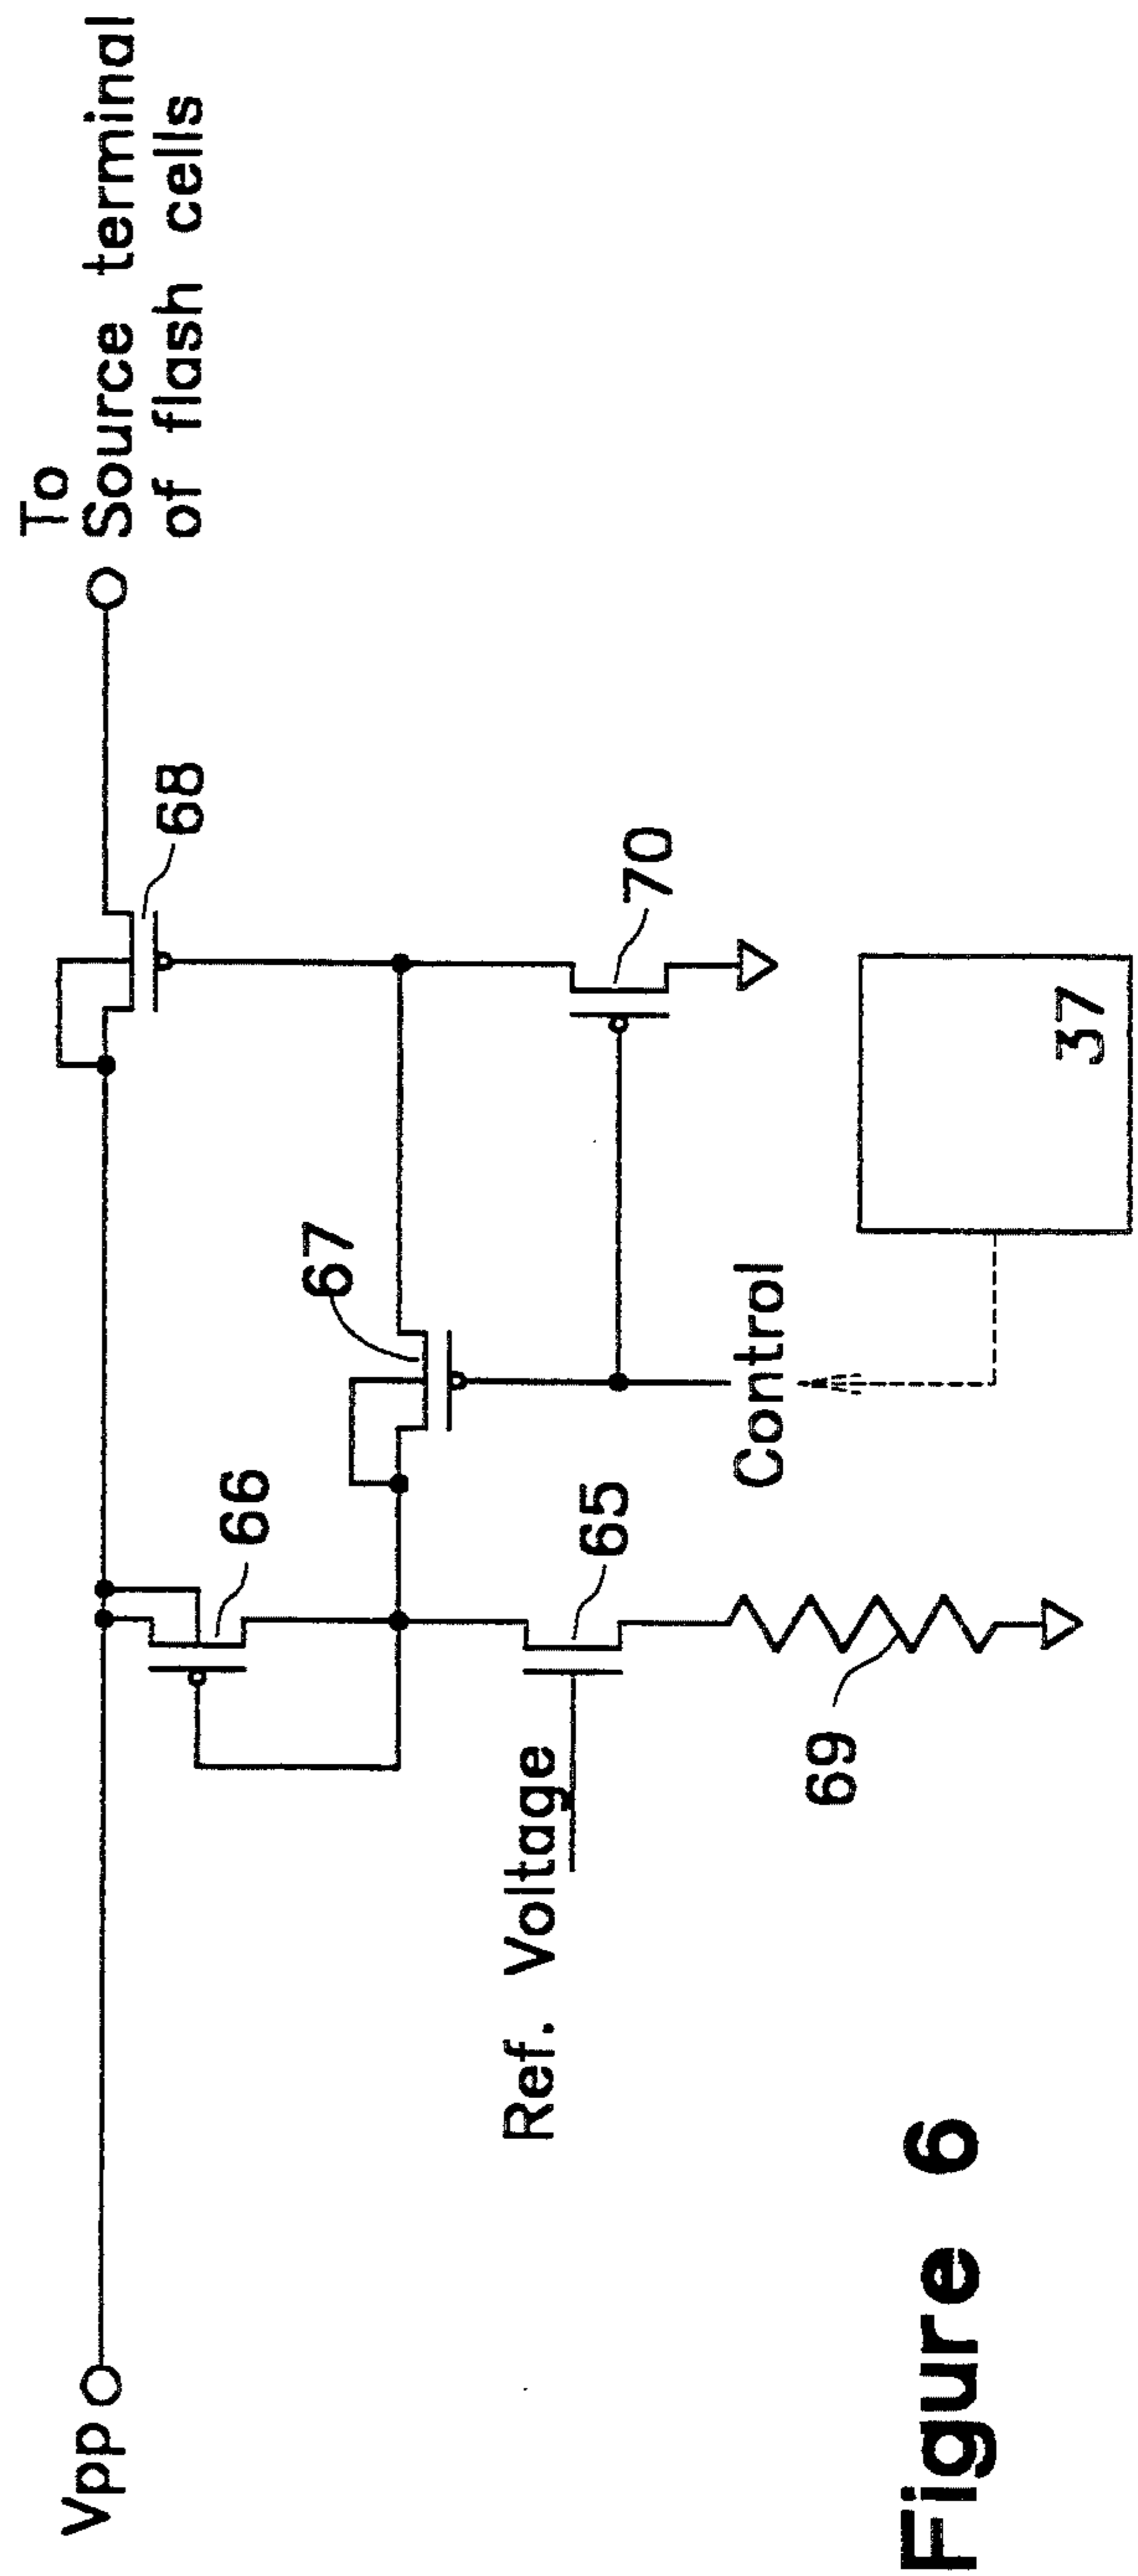 To
Source terminal
of flash cells
Vpp
68
66
67
70
65
Ref. Voltage
69
Control
37
Figure 6